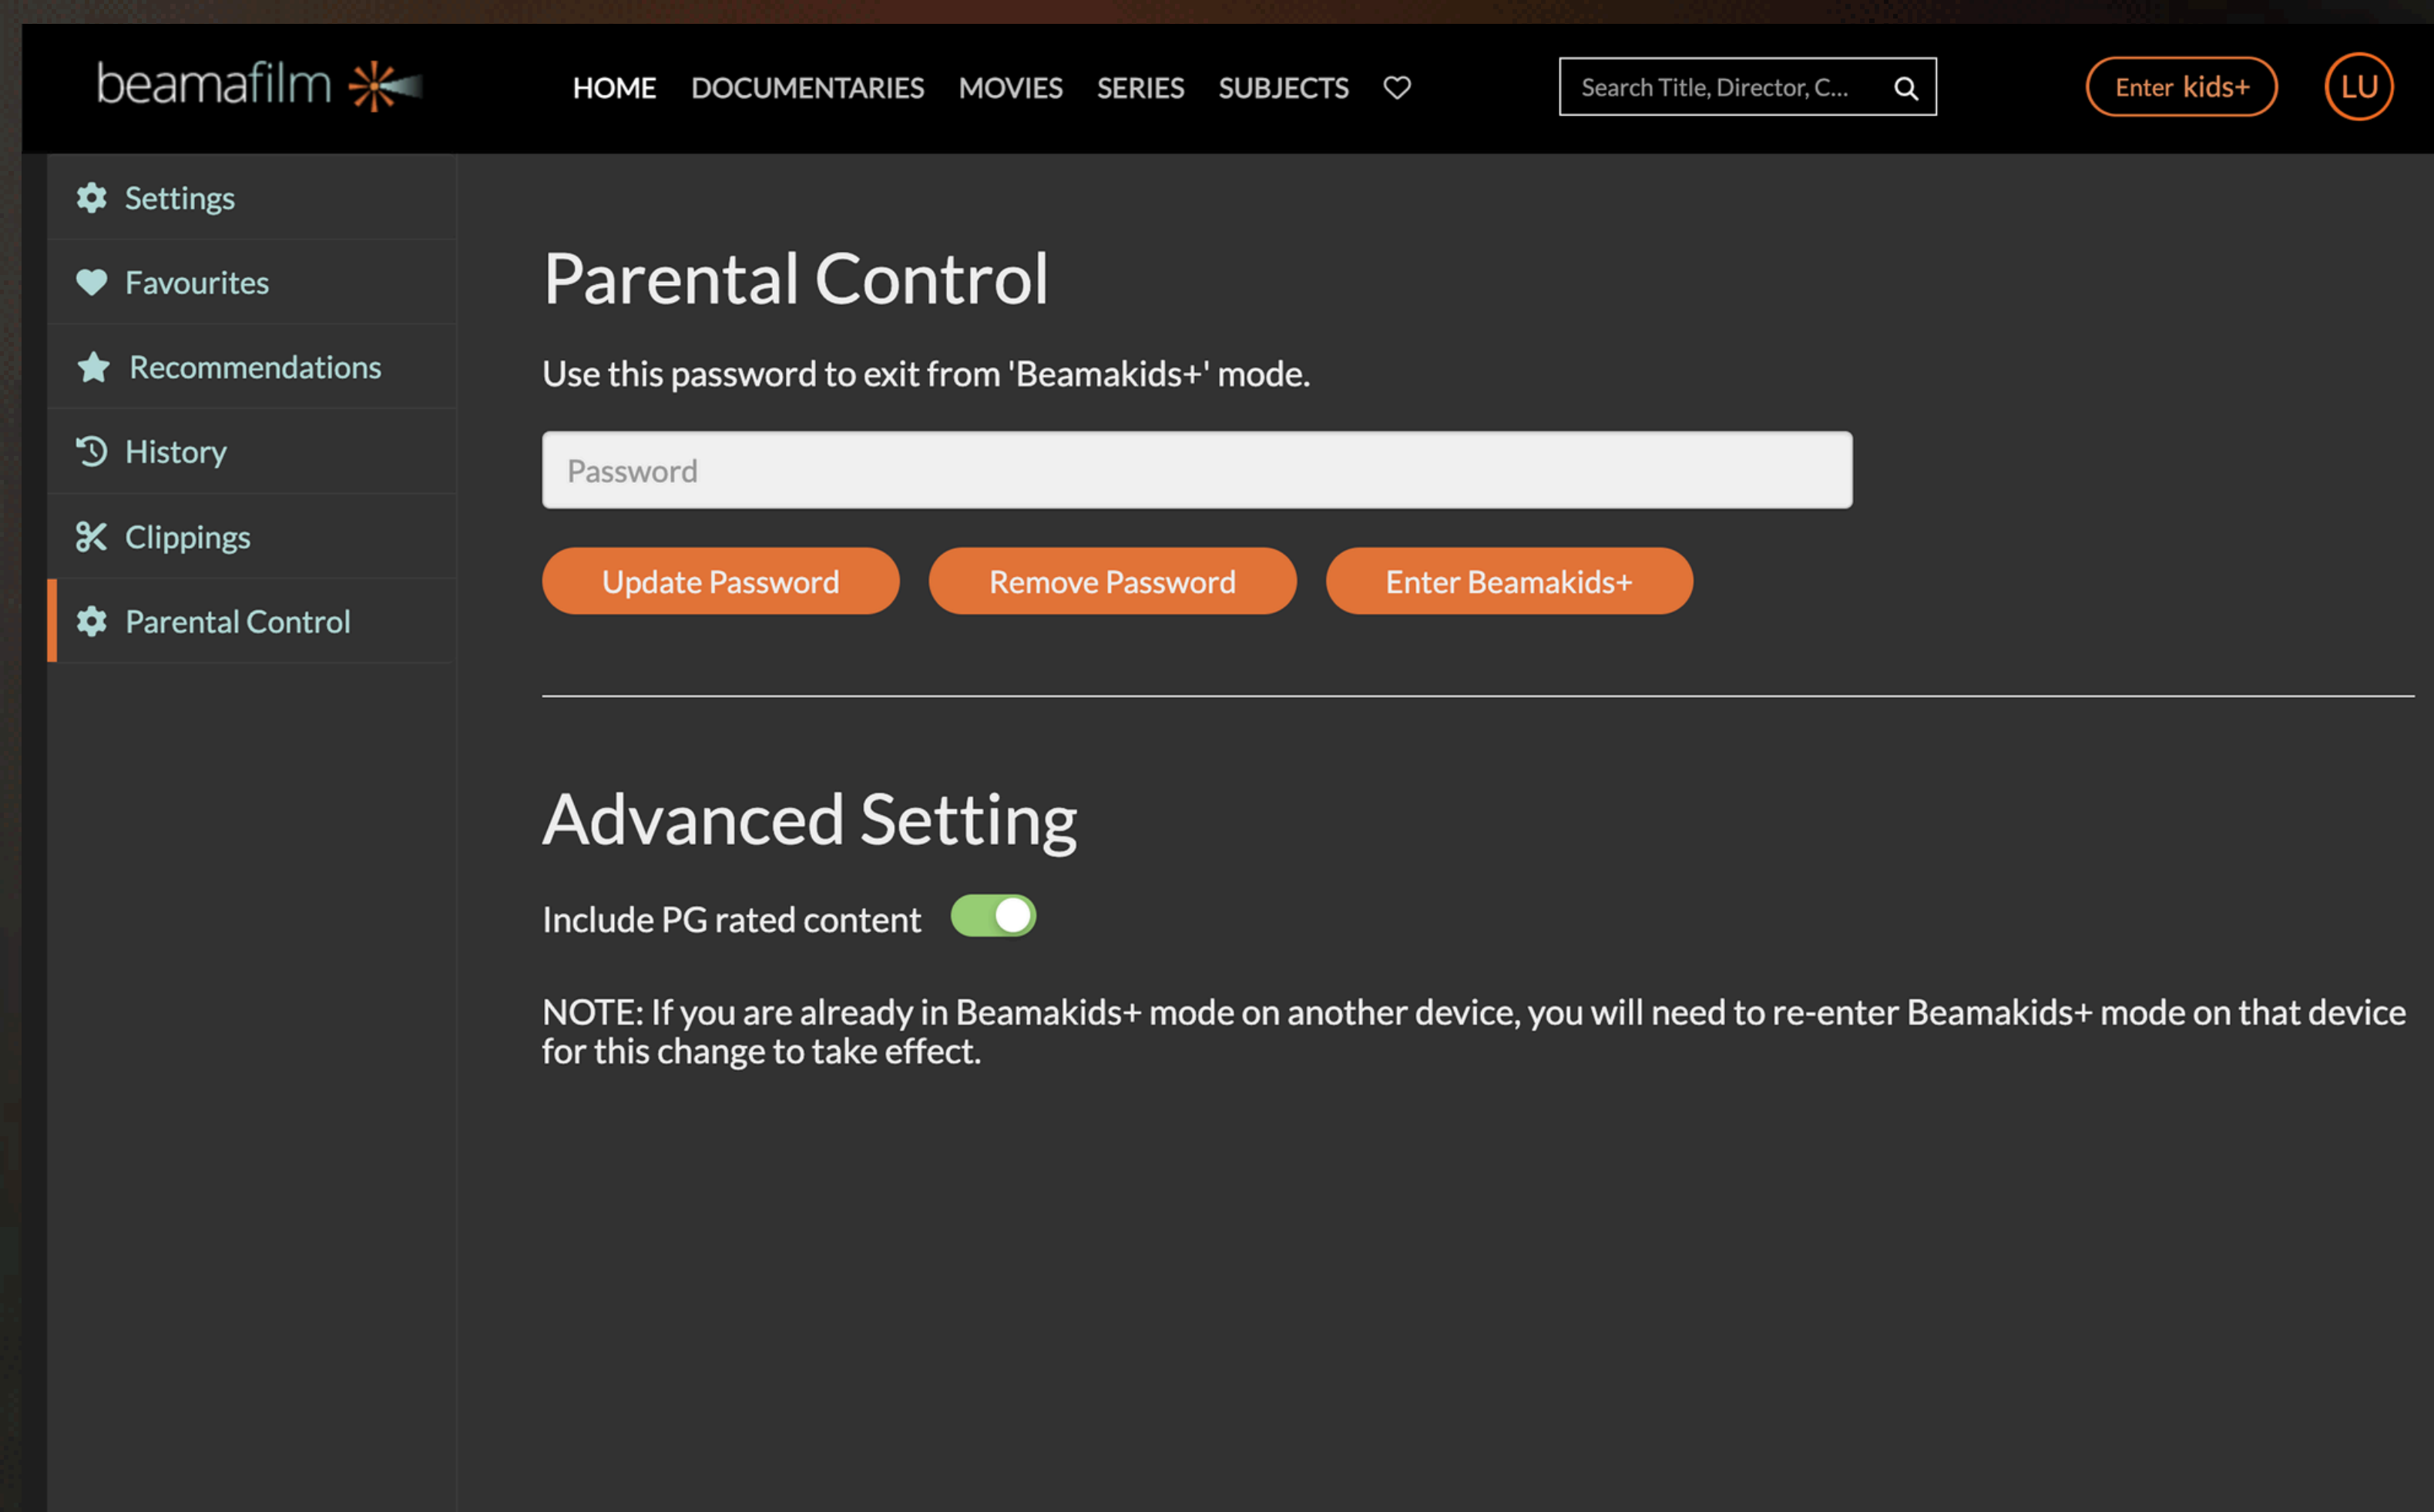 beamafilm
HOME DOCUMENTARIES MOVIES SERIES SUBJECTS
Search Title, Director, C...
Enter kids+
LU
Settings
Favourites
Recommendations
History
Clippings
Parental Control
Parental Control
Use this password to exit from 'Beamakids+' mode.
Password
Update Password Remove Password Enter Beamakids+
Advanced Setting
Include PG rated content
NOTE: If you are already in Beamakids+ mode on another device, you will need to re-enter Beamakids+ mode on that device
for this change to take effect.